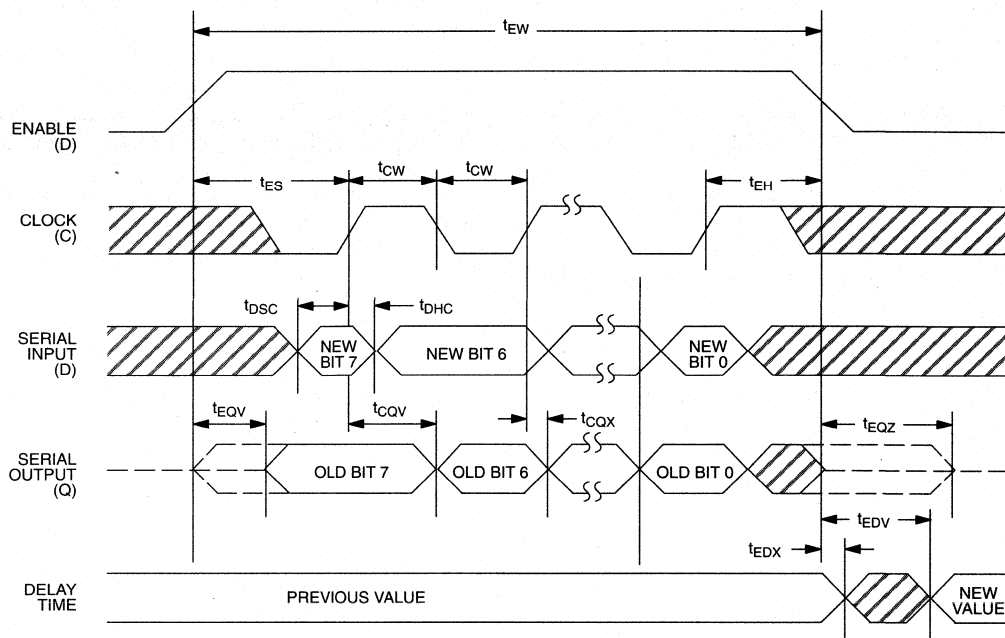 tEW
ENABLE
(D)
tES
tCW
tCW
tEH
CLOCK
(C)
tDSC
tDHC
SERIAL
INPUT
(D)
NEW
BIT 7
NEW BIT 6
NEW
BIT 0
tEQV
tCQV
tCQX
tEQZ
SERIAL
OUTPUT
(Q)
OLD BIT 7
OLD BIT 6
OLD BIT 0
tEDV
tEDX
DELAY
TIME
PREVIOUS VALUE
NEW
VALUE